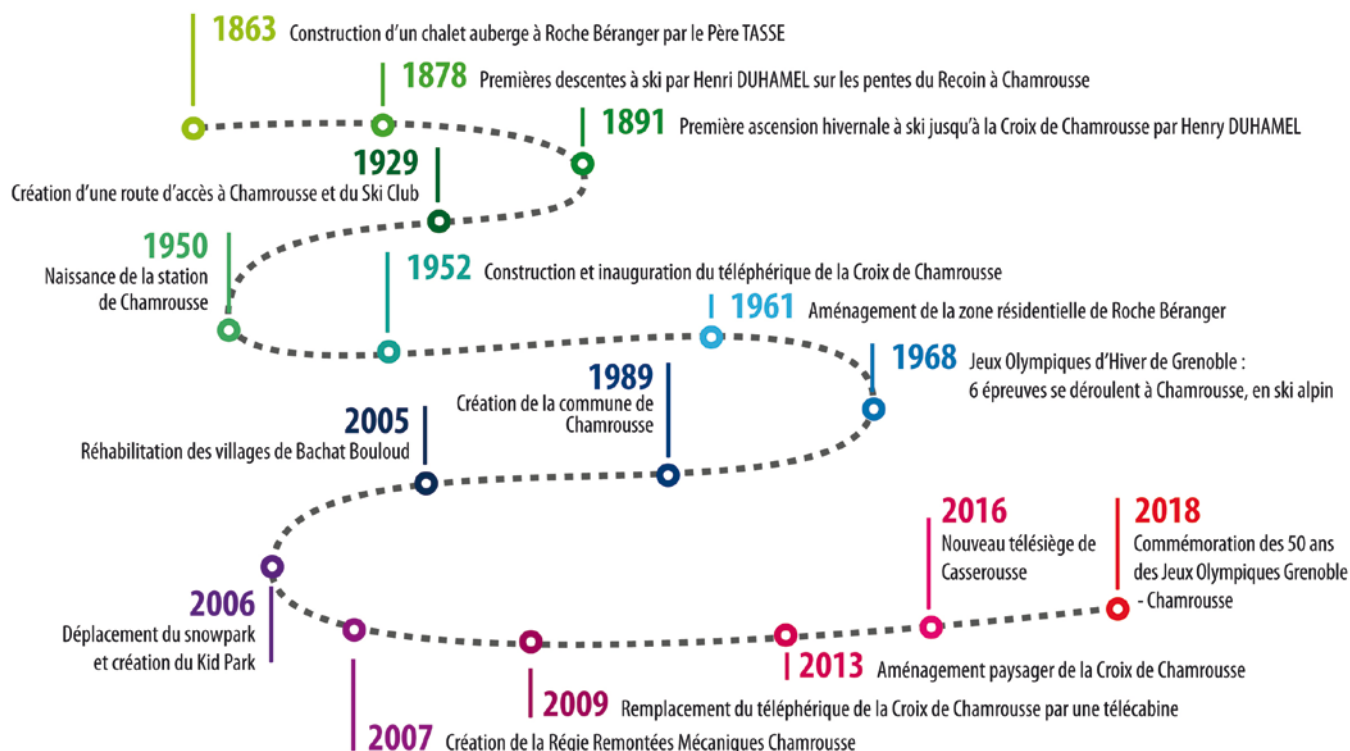 1863 Construction d'un chalet auberge à Roche Béranger par le Père TASSE
1878 Premières descentes à ski par Henri DUHAMEL sur les pentes du Recoin à Chamrousse
1891 Première ascension hivernale à ski jusqu'à la Croix de Chamrousse par Henry DUHAMEL
1929
Création d'une route d'accès à Chamrousse et du Ski Club
1950
Naissance de la station
de Chamrousse
1952 Construction et inauguration du téléphérique de la Croix de Chamrousse
1961 Aménagement de la zone résidentielle de Roche Béranger
1968 Jeux Olympiques d'Hiver de Grenoble :
6 épreuves se déroulent à Chamrousse, en ski alpin
1989
Création de la commune de
Chamrousse
2005
Réhabilitation des villages de Bachat Bouloud
2006
Déplacement du snowpark
et création du Kid Park
2007 Création de la Régie Remontées Mécaniques Chamrousse
2009 Remplacement du téléphérique de la Croix de Chamrousse par une télécabine
2013 Aménagement paysager de la Croix de Chamrousse
2016
Nouveau télésiège de
Casserousse
2018
Commémoration des 50 ans
des Jeux Olympiques Grenoble
- Chamrousse